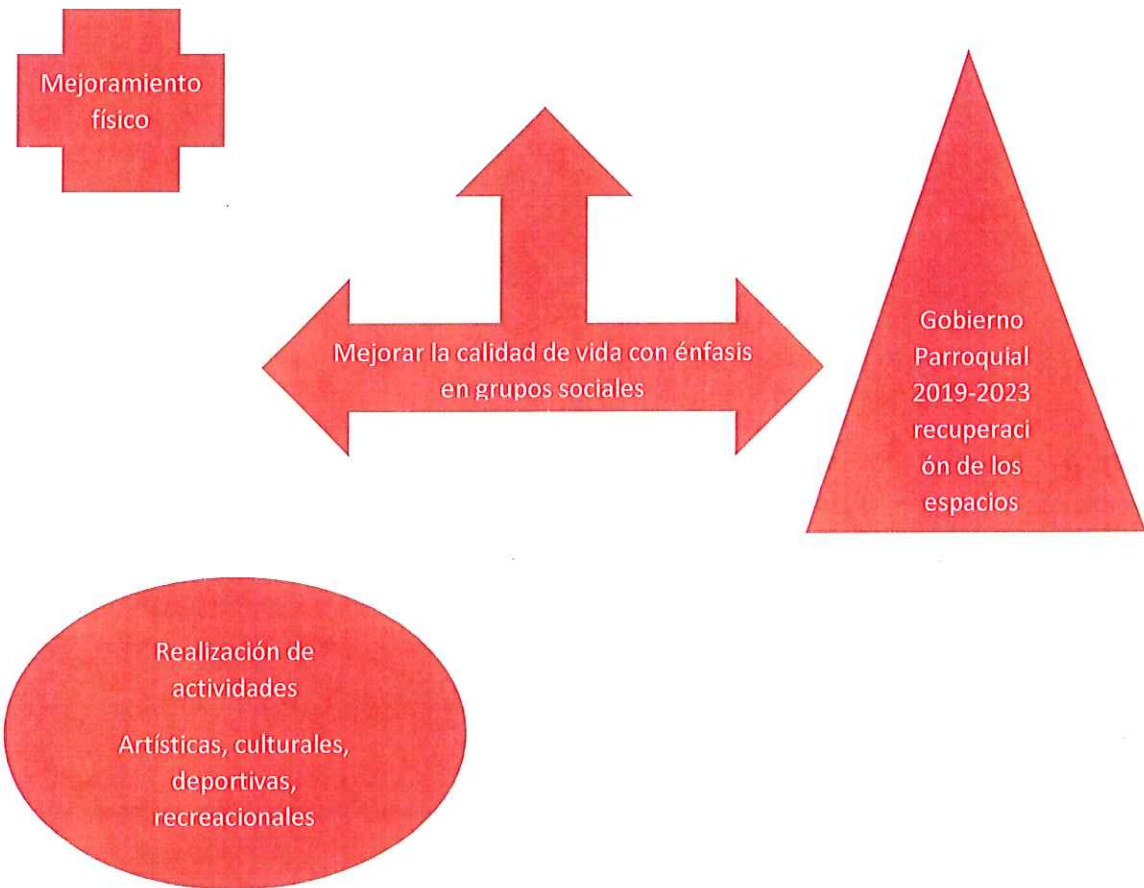 Mejoramiento
físico
Mejorar la calidad de vida con énfasis
en grupos sociales
Gobierno
Parroquial
2019-2023
recuperaci
ón de los
espacios
Realización de
actividades
Artísticas, culturales,
deportivas,
recreacionales